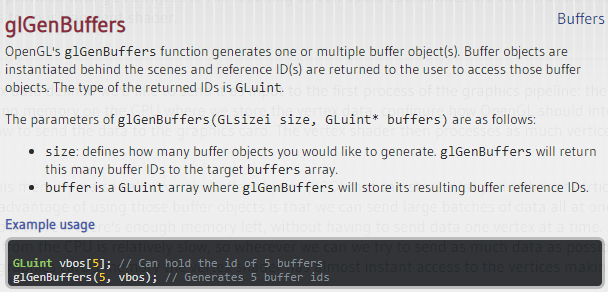 glGenBuffers
Buffers
OpenGL's glGenBuffers function generates one or multiple buffer object(s). Buffer objects are
instantiated behind the scenes and reference ID(s) are returned to the user to access those buffer
objects. The type of the returned IDs is GLuint.
The parameters of glGenBuffers(GLsizei size, GLuint* buffers) are as follows:
• size: defines how many buffer objects you would like to generate. glGenBuffers will return
this many buffer IDs to the target buffers array.
• buffer is a GLuint array where glGenBuffers will store its resulting buffer reference IDs.
Example usage
GLuint vbos[5]; // Can hold the id of 5 buffers
glGenBuffers(5, vbos); // Generates 5 buffer ids